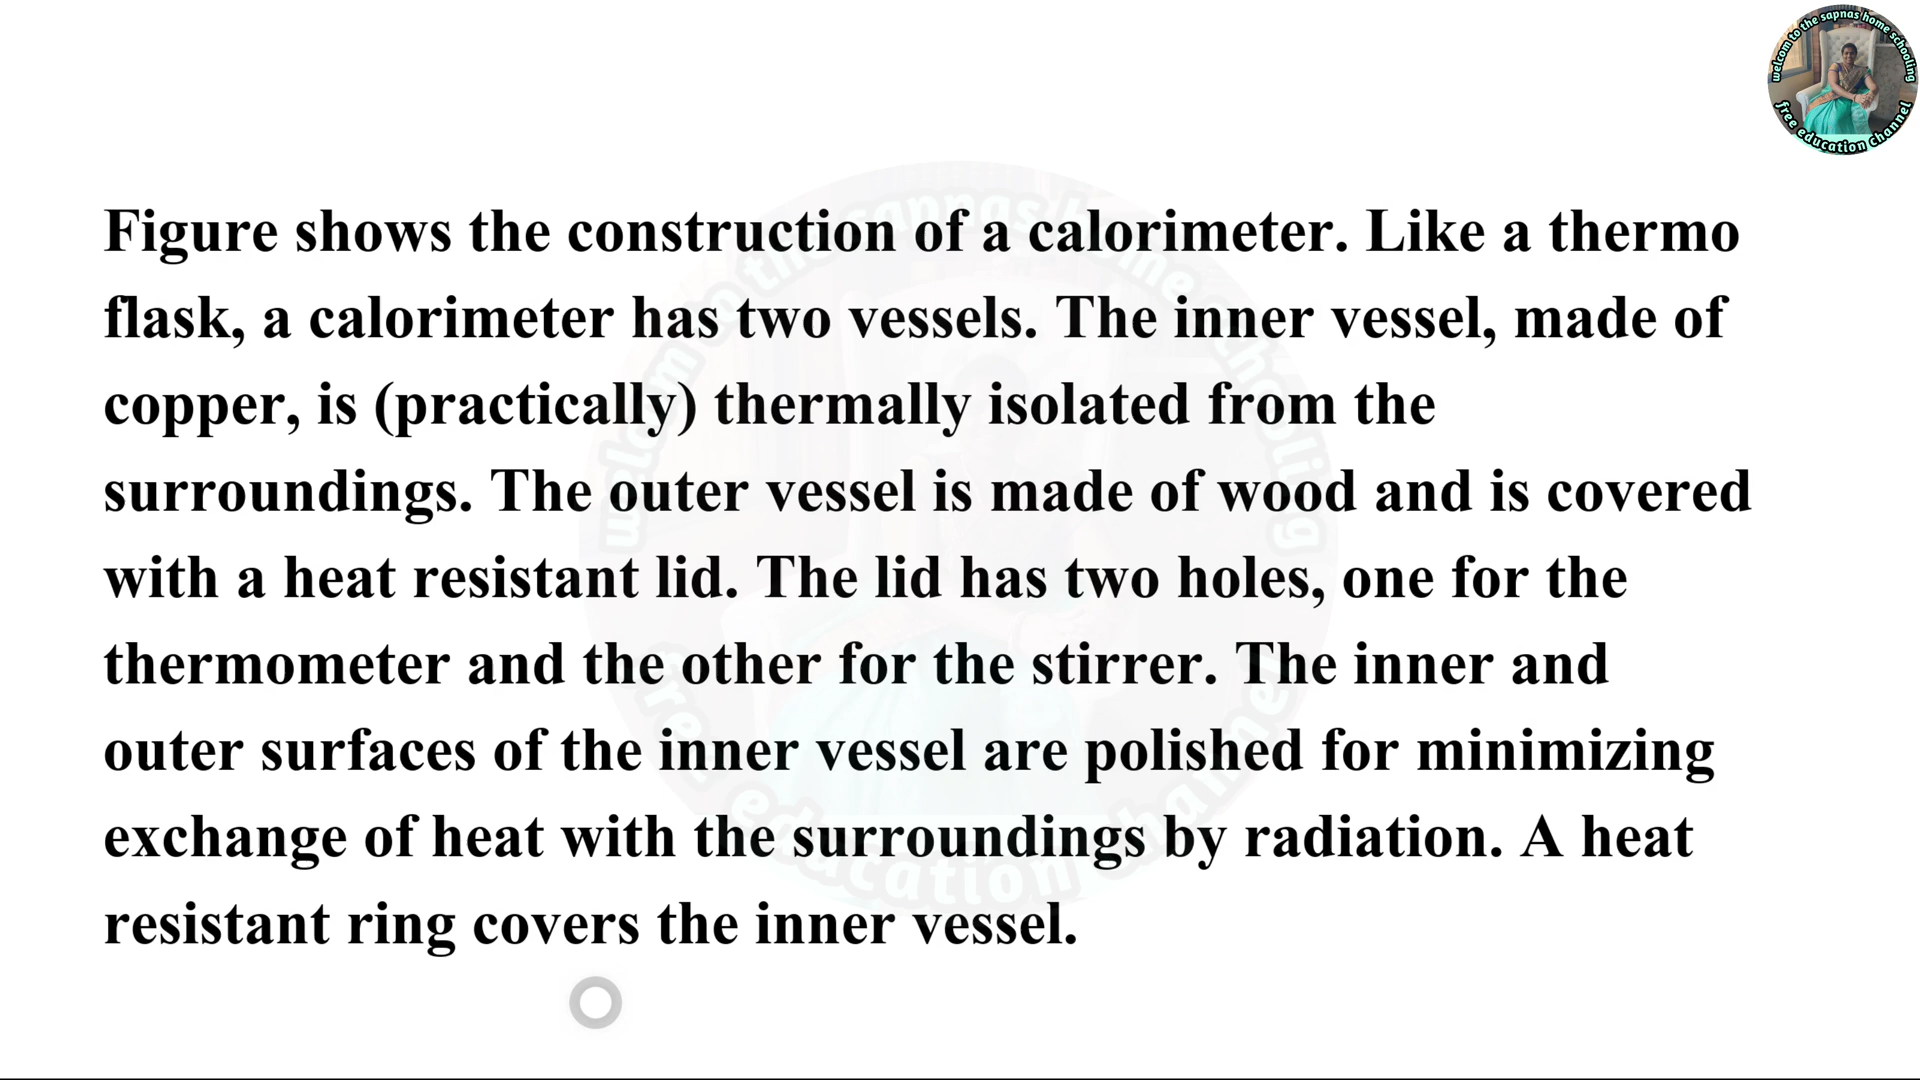 welcom to the sapnas home schooling
free education channel
Figure shows the construction of a calorimeter. Like a thermo
flask, a calorimeter has two vessels. The inner vessel, made of
copper, is (practically) thermally isolated from the
surroundings. The outer vessel is made of wood and is covered
with a heat resistant lid. The lid has two holes, one for the
thermometer and the other for the stirrer. The inner and
outer surfaces of the inner vessel are polished for minimizing
exchange of heat with the surroundings by radiation. A heat
resistant ring covers the inner vessel.